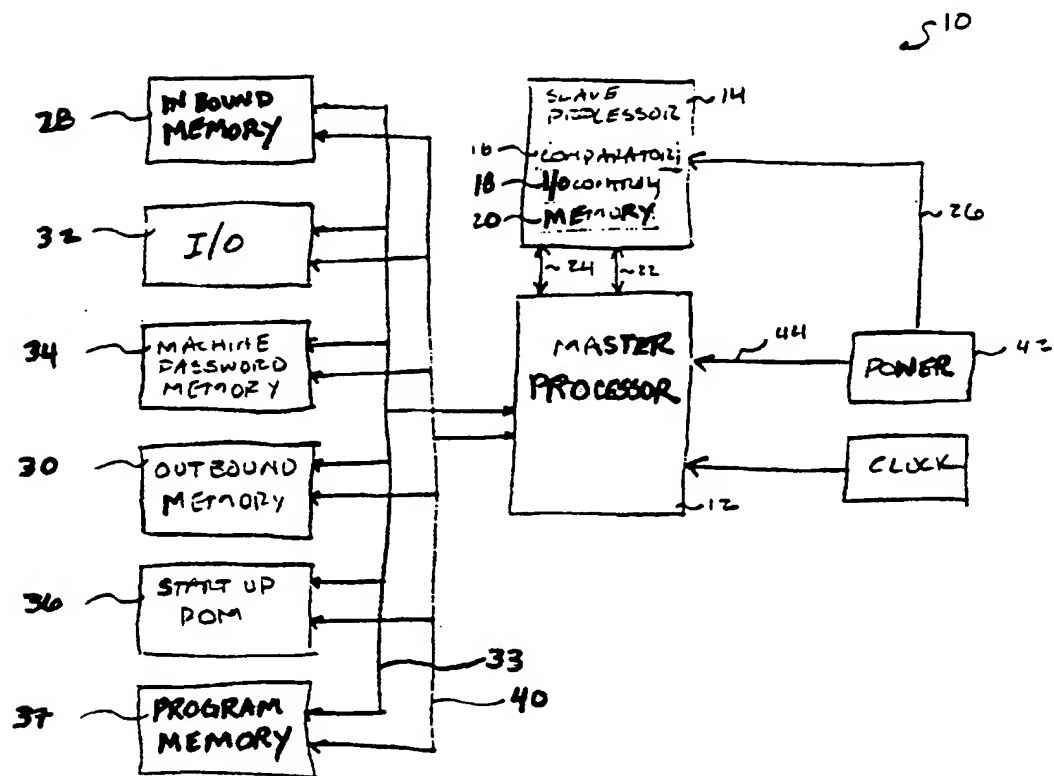 10
28
IN BOUND
MEMORY
32
I/O
34
MACHINE
PASSWORD
MEMORY
30
OUTBOUND
MEMORY
36
START UP
ROM
37
PROGRAM
MEMORY
33
40
SLAVE
PROCESSOR
14
16
COMPARATOR
18
I/O CONTROL
20
MEMORY
24
22
26
MASTER
PROCESSOR
12
44
POWER
42
CLOCK